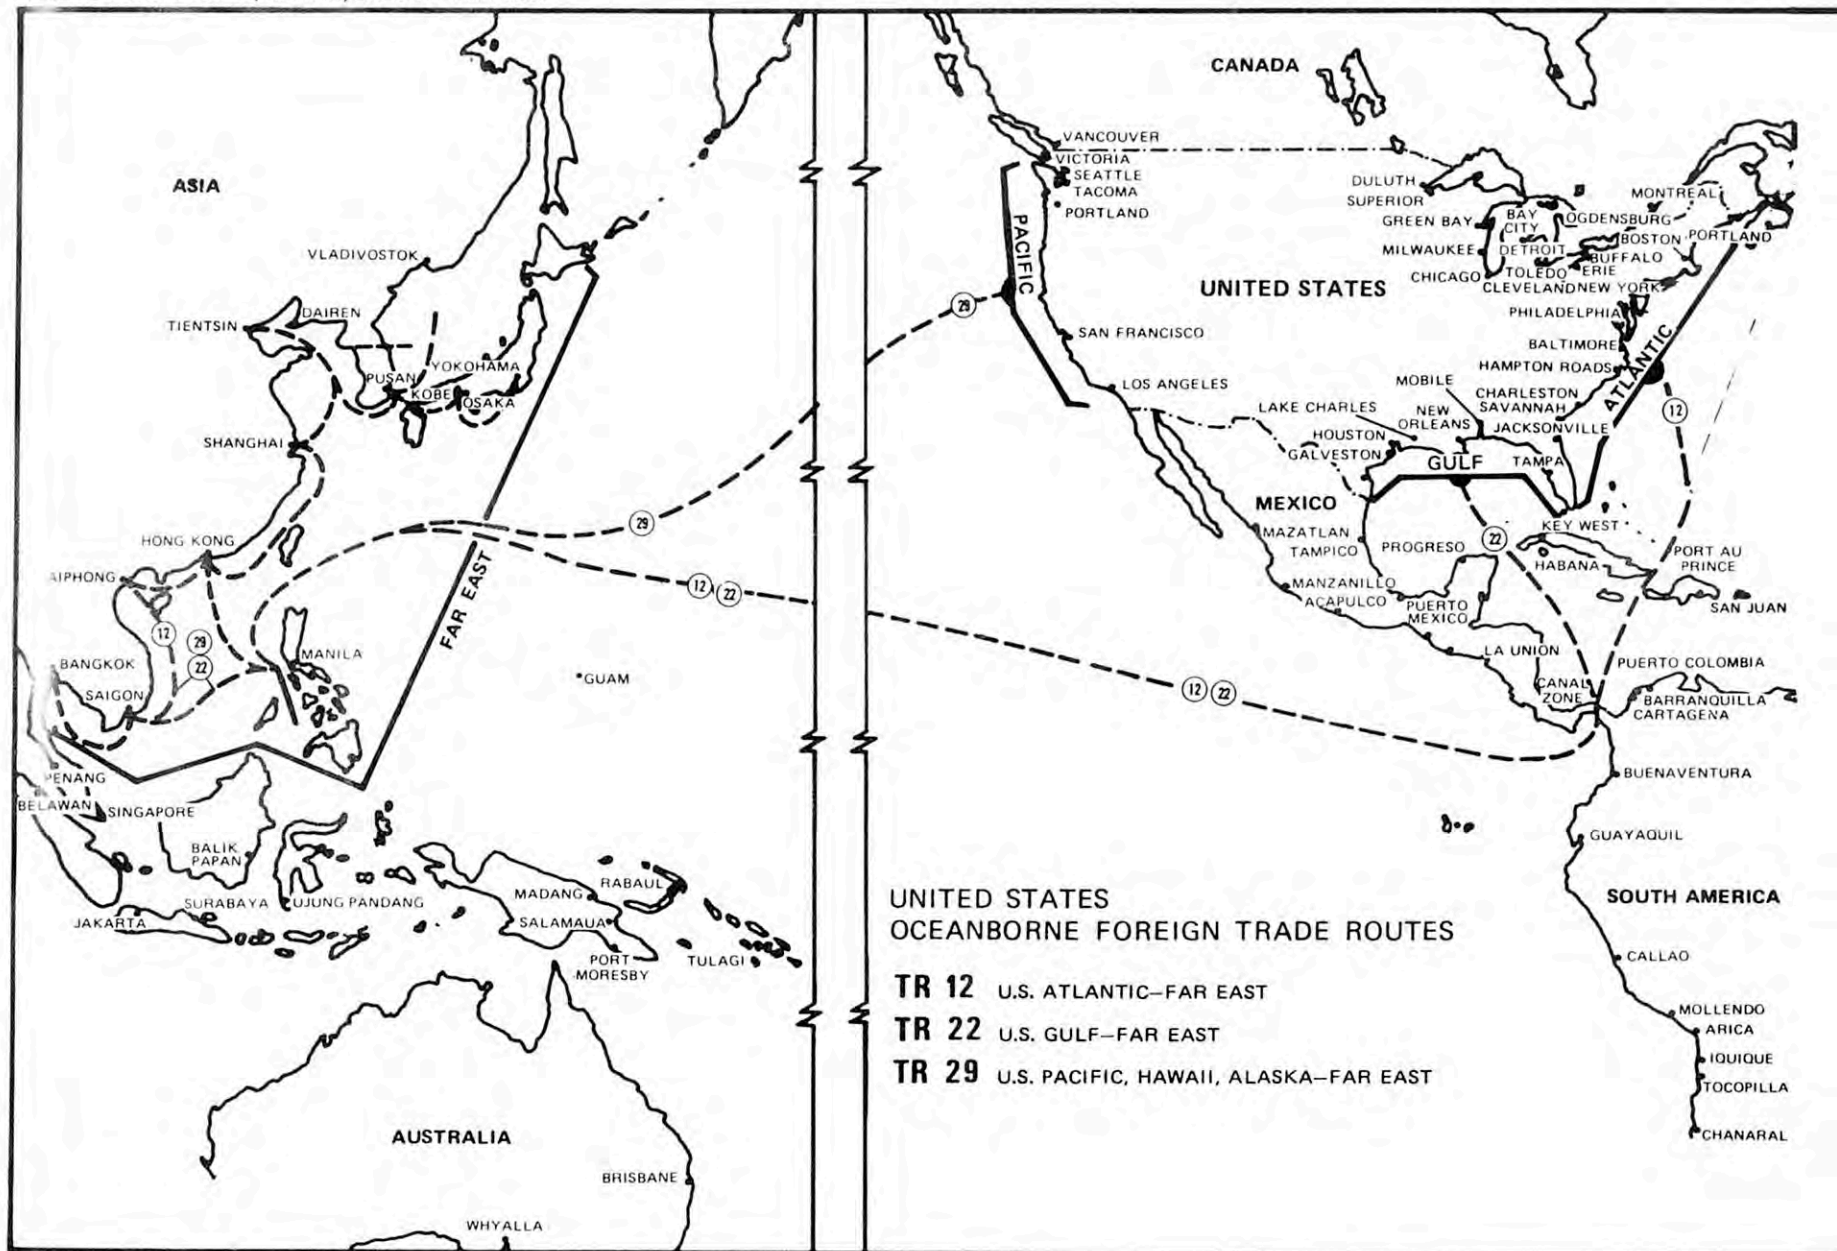 ASIA
VLADIVOSTOK
DAIREN
TIENTSIN
YOKOHAMA
PUSAN
KOBE
OSAKA
SHANGHAI
29
HONG KONG
AIPHONG
12
22
FAR EAST
12
29
22
MANILA
BANGKOK
SAIGON
GUAM
PENANG
BELAWAN
SINGAPORE
BALIK
PAPAN
SURABAYA
UJUNG PANDANG
JAKARTA
MADANG
RABAUL
SALAMAUA
PORT
MORESBY
TULAGI
AUSTRALIA
BRISBANE
WHYALLA
CANADA
VANCOUVER
VICTORIA
SEATTLE
TACOMA
PORTLAND
PACIFIC
29
SAN FRANCISCO
LOS ANGELES
UNITED STATES
DULUTH
SUPERIOR
GREEN BAY
MILWAUKEE
CHICAGO
BAY
CITY
DETROIT
TOLEDO
CLEVELAND
OGDENSBURG
MONTREAL
BOSTON
PORTLAND
BUFFALO
ERIE
NEW YORK
PHILADELPHIA
BALTIMORE
HAMPTON ROADS
ATLANTIC
12
MOBILE
CHARLESTON
SAVANNAH
LAKE CHARLES
NEW
ORLEANS
JACKSONVILLE
HOUSTON
GALVESTON
GULF
TAMPA
MEXICO
KEY WEST
MAZATLAN
TAMPICO
PROGRESO
22
HABANA
PORT AU
PRINCE
SAN JUAN
MANZANILLO
ACAPULCO
PUERTO
MEXICO
LA UNION
CANAL
ZONE
PUERTO COLOMBIA
BARRANQUILLA
CARTAGENA
12
22
BUENAVENTURA
GUAYAQUIL
SOUTH AMERICA
CALLAO
MOLLENDO
ARICA
IQUIQUE
TOCOPILLA
CHANARAL
UNITED STATES
OCEANBORNE FOREIGN TRADE ROUTES
TR 12 U.S. ATLANTIC–FAR EAST
TR 22 U.S. GULF–FAR EAST
TR 29 U.S. PACIFIC, HAWAII, ALASKA–FAR EAST